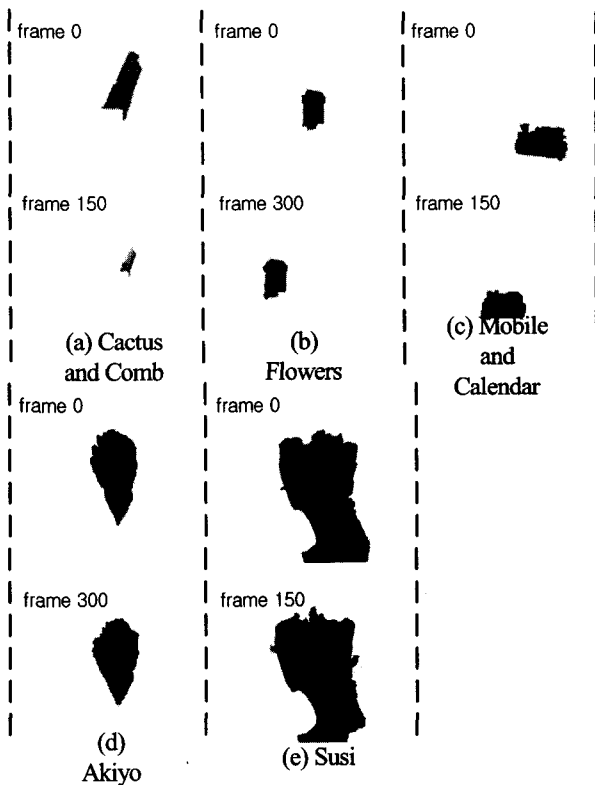 frame 0
frame 150
(a) Cactus
and Comb
frame 0
frame 300
(b)
Flowers
frame 0
frame 150
(c) Mobile
and
Calendar
frame 0
frame 300
(d)
Akiyo
frame 0
frame 150
(e) Susi